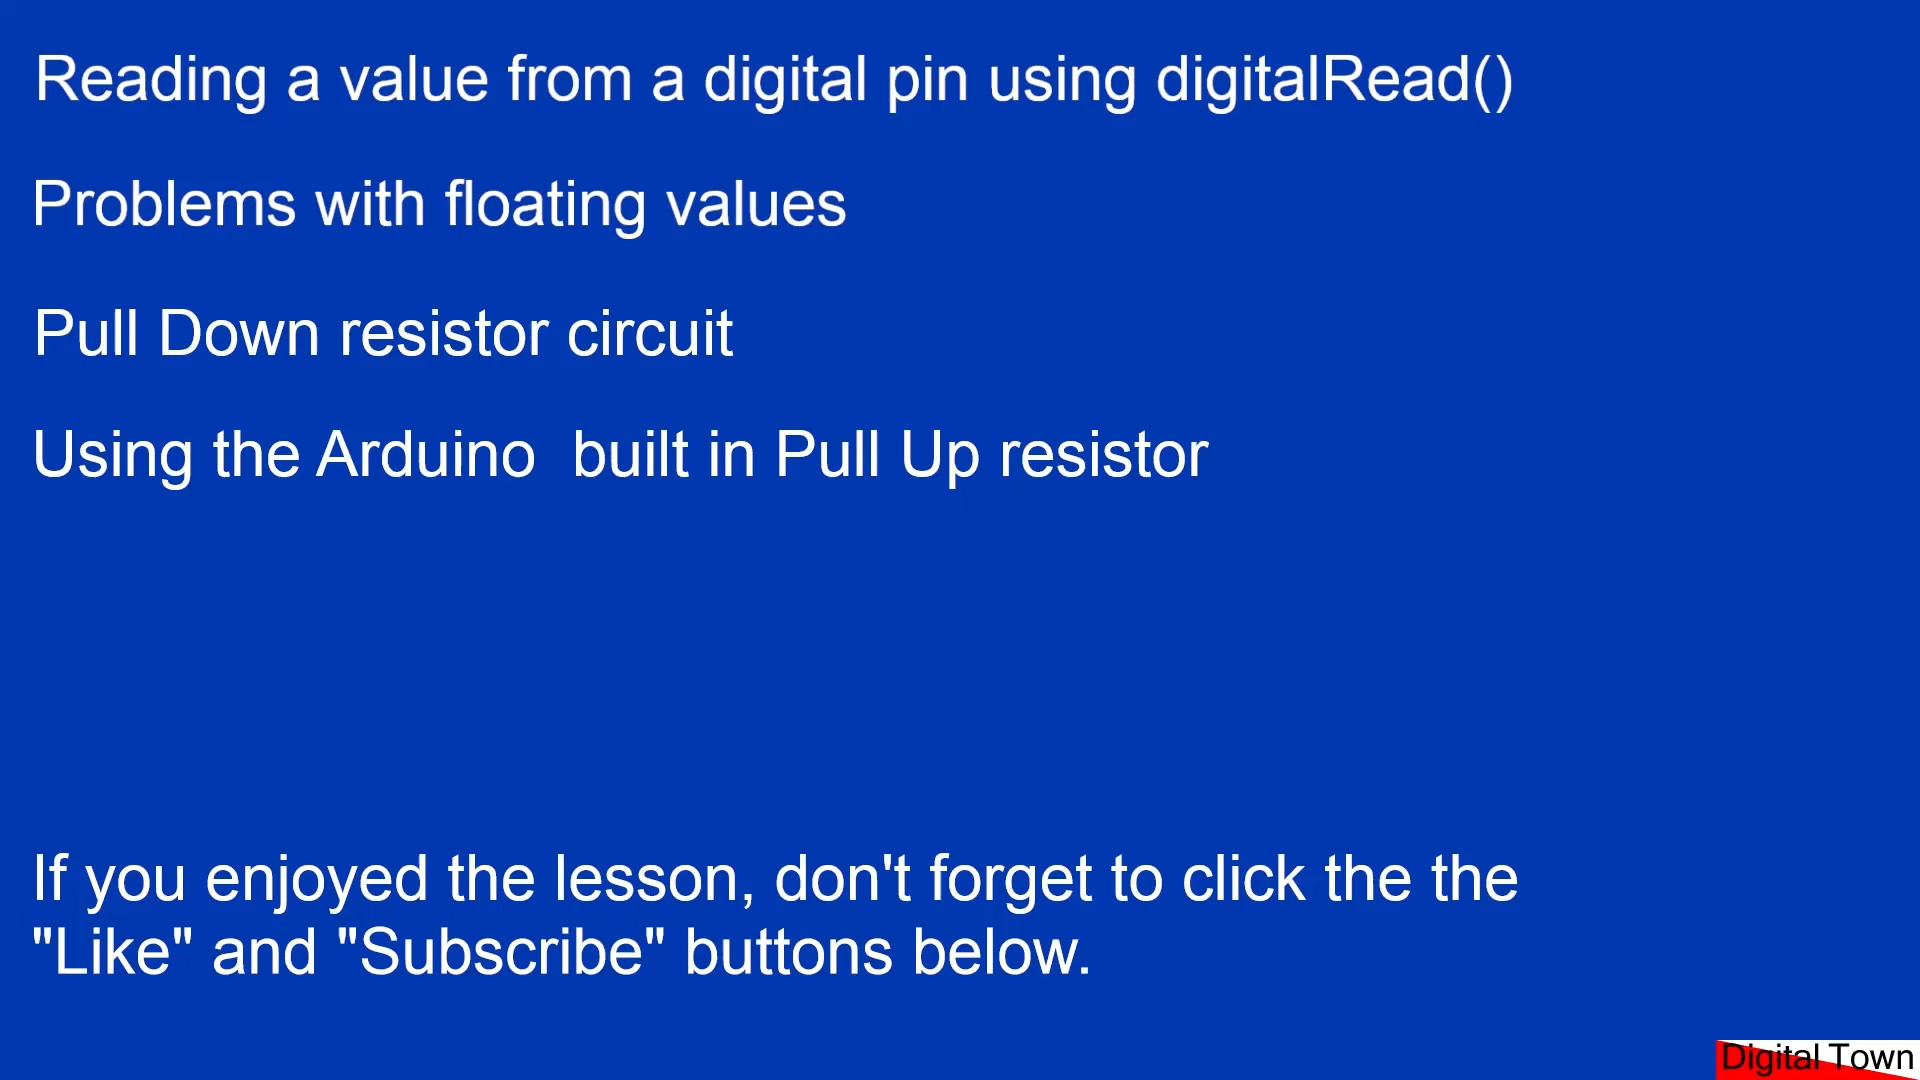 Reading a value from a digital pin using digitalRead()
Problems with floating values
Pull Down resistor circuit
Using the Arduino  built in Pull Up resistor
If you enjoyed the lesson, don't forget to click the the
"Like" and "Subscribe" buttons below.
Digital Town